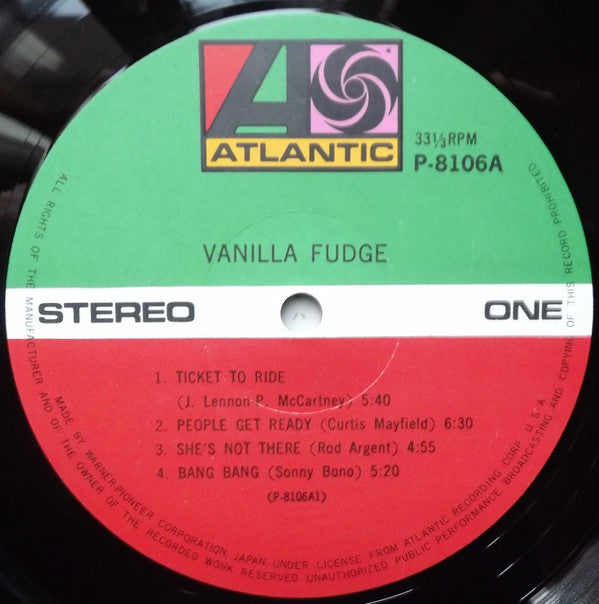 ATLANTIC
33⅓RPM
P-8106A
VANILLA FUDGE
STEREO
ONE
1. TICKET TO RIDE
(J. Lennon-P. McCartney) 5:40
2. PEOPLE GET READY (Curtis Mayfield) 6:30
3. SHE'S NOT THERE (Rod Argent) 4:55
4. BANG BANG (Sonny Bono) 5:20
(P-8106A1)
ALL RIGHTS OF THE MANUFACTURER AND OF THE OWNER OF THE RECORDED WORK RESERVED UNAUTHORIZED PUBLIC PERFORMANCE BROADCASTING AND COPYING OF THIS RECORD PROHIBITED
MADE BY WARNER-PIONEER CORPORATION, JAPAN, UNDER LICENSE FROM ATLANTIC RECORDING CORP. U.S.A.